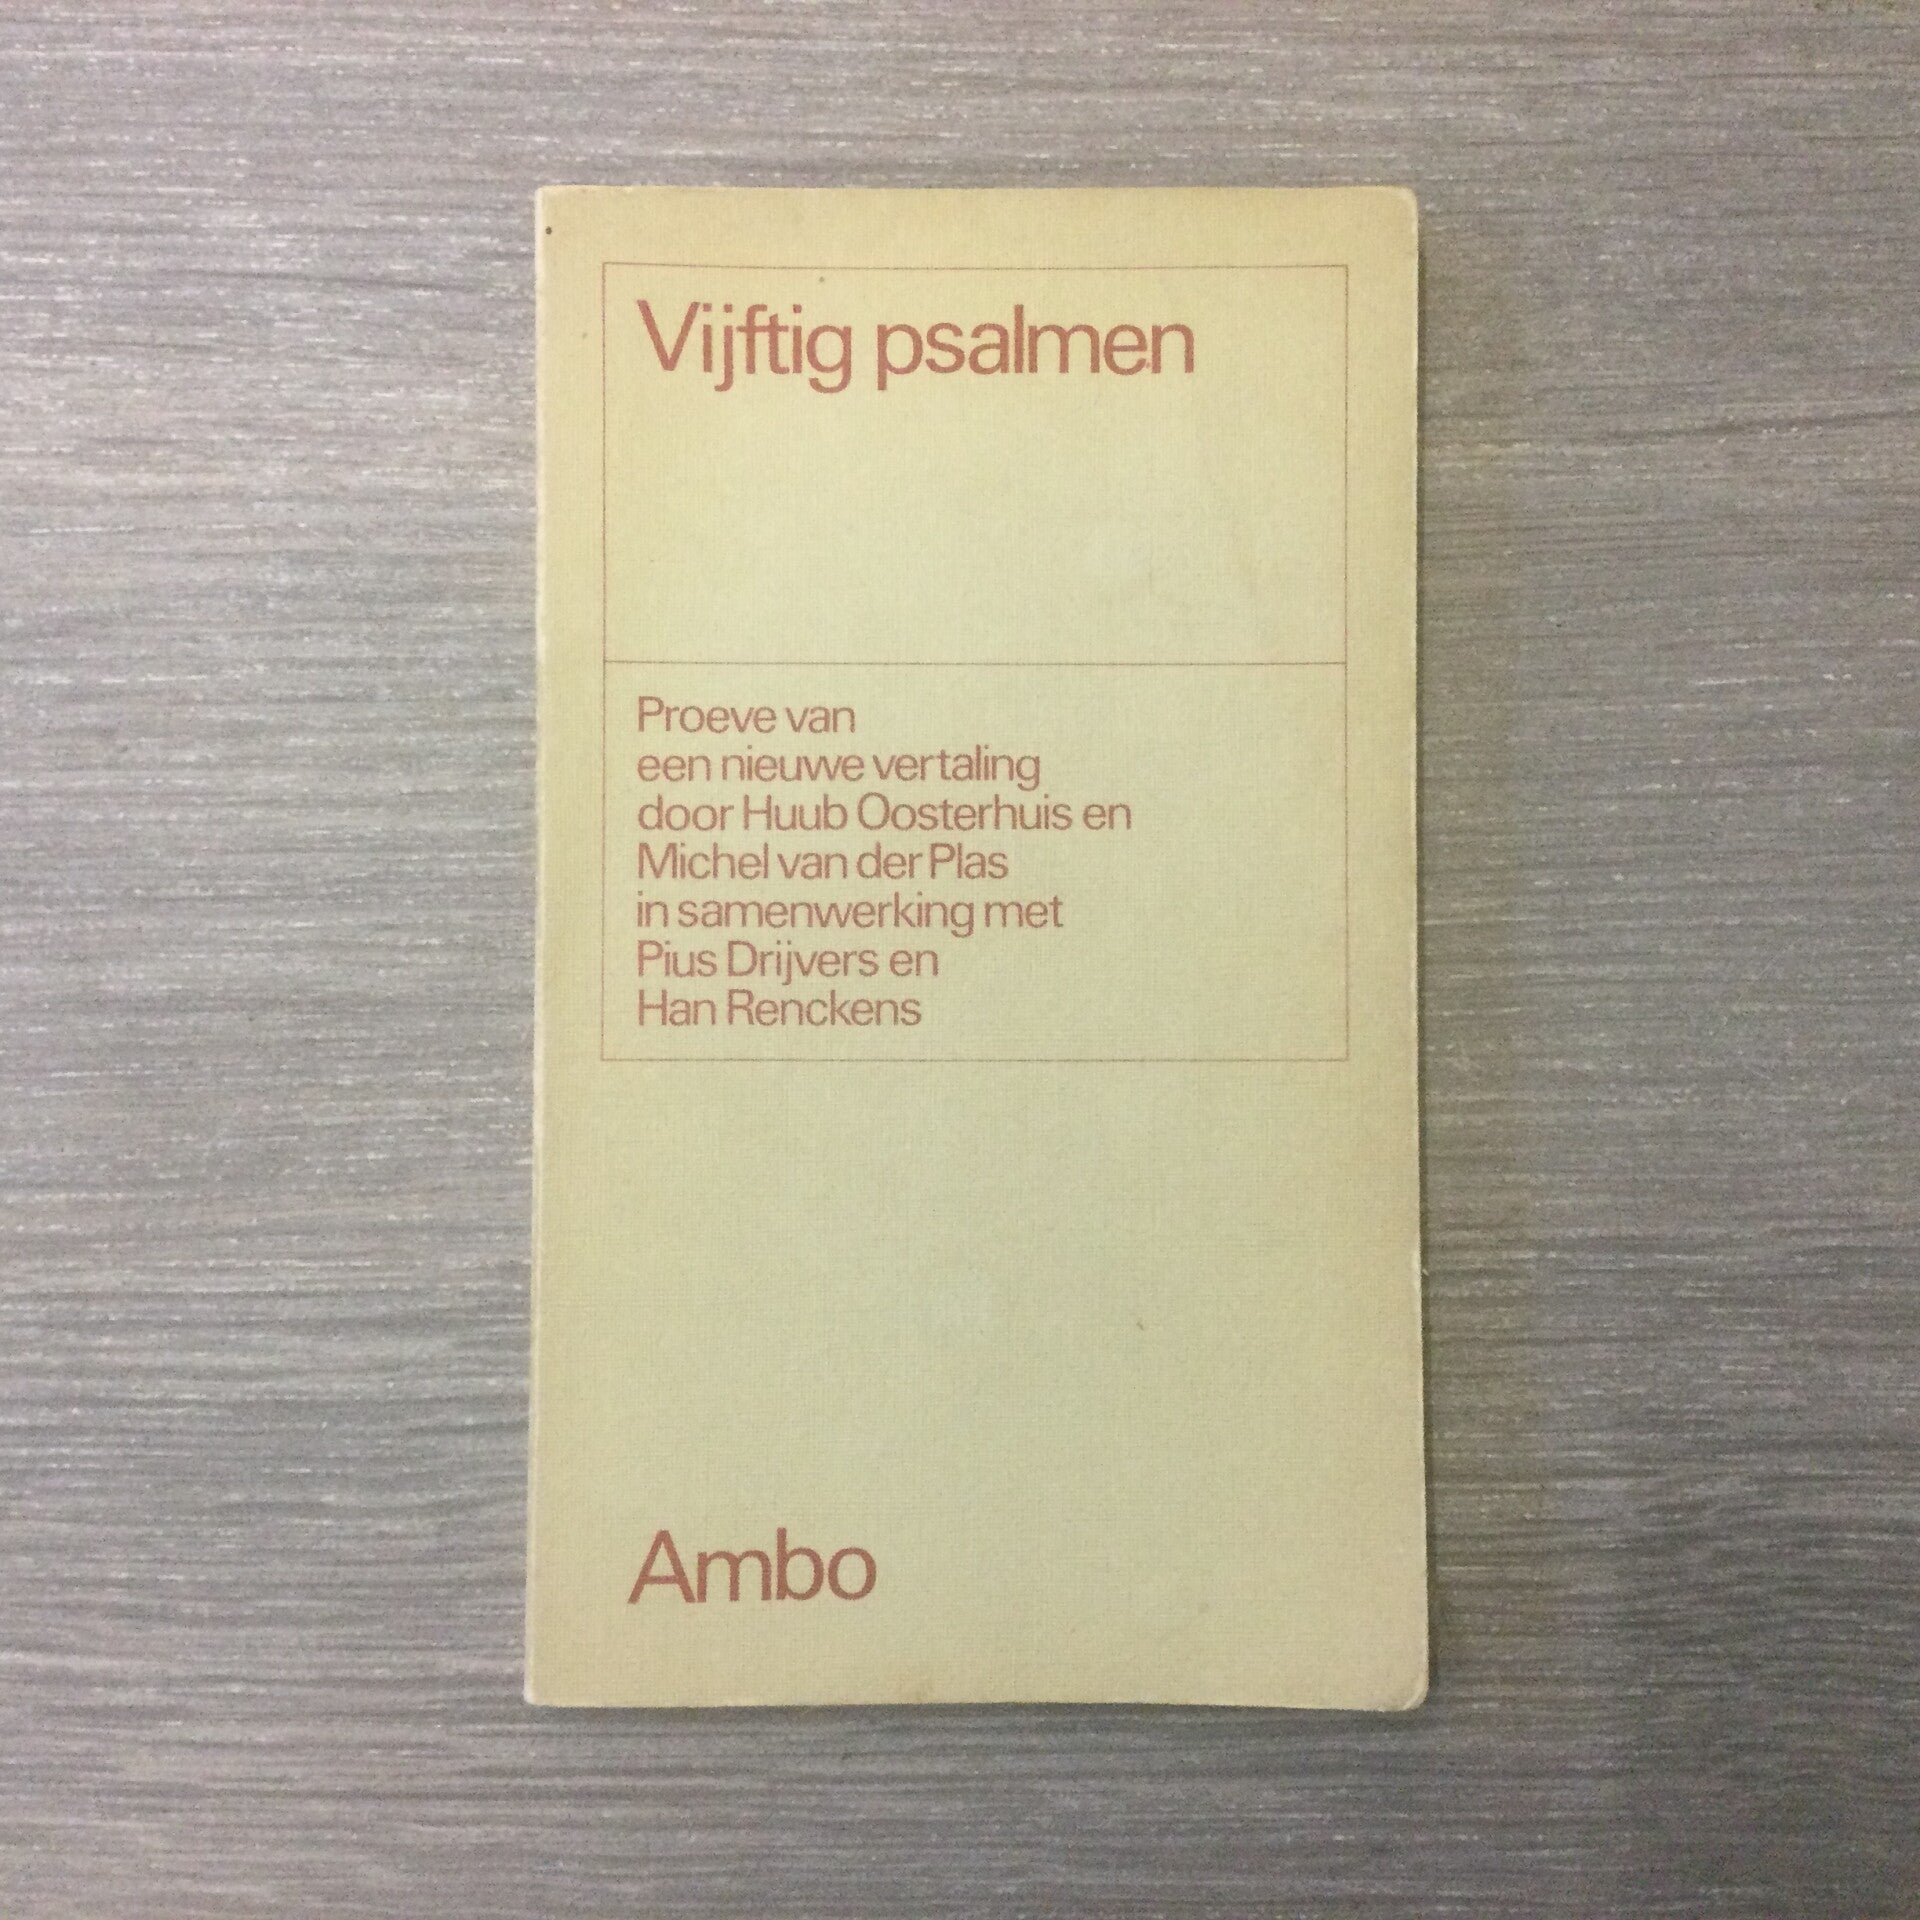 Vijftig psalmen
Proeve van
een nieuwe vertaling
door Huub Oosterhuis en
Michel van der Plas
in samenwerking met
Pius Drijvers en
Han Renckens
Ambo